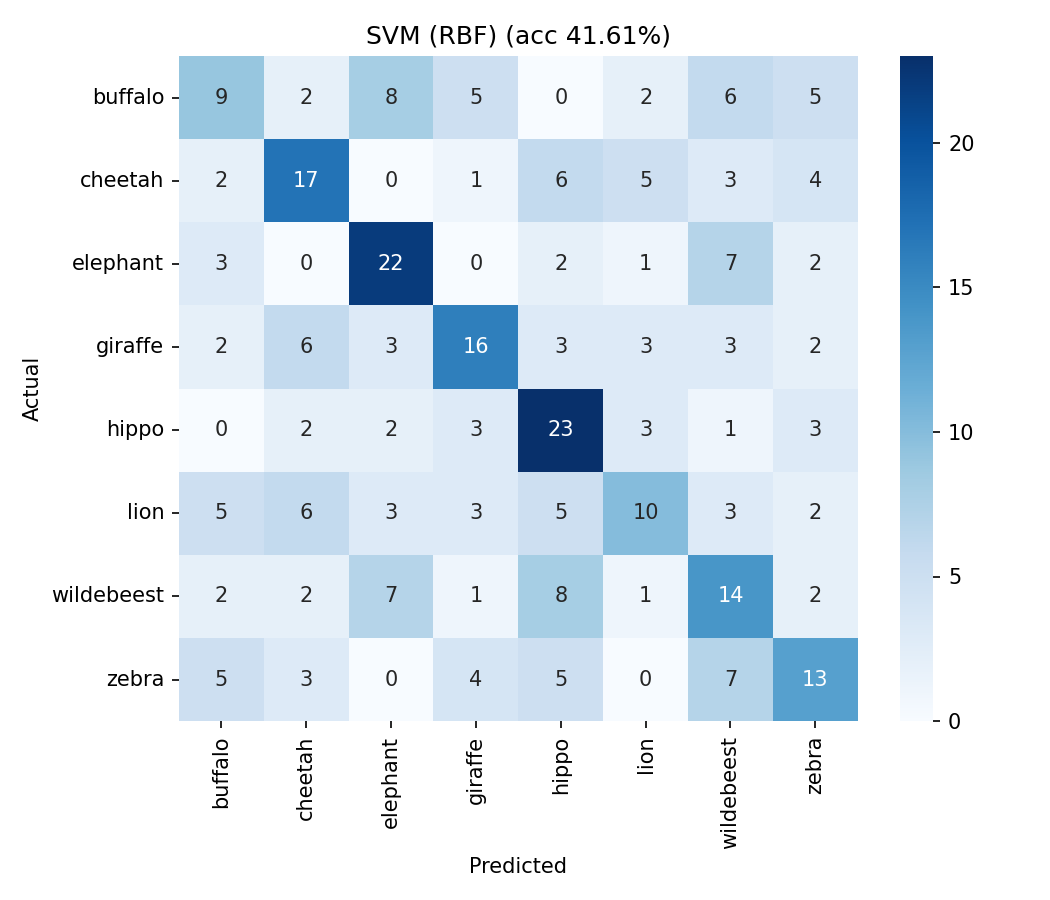 SVM (RBF) (acc 41.61%)
buffalo 9 2 8 5 0 2 6 5
cheetah 2 17 0 1 6 5 3 4
elephant 3 0 22 0 2 1 7 2
giraffe 2 6 3 16 3 3 3 2
hippo 0 2 2 3 23 3 1 3
lion 5 6 3 3 5 10 3 2
wildebeest 2 2 7 1 8 1 14 2
zebra 5 3 0 4 5 0 7 13
Actual
buffalo cheetah elephant giraffe hippo lion wildebeest zebra
Predicted
20
15
10
5
0